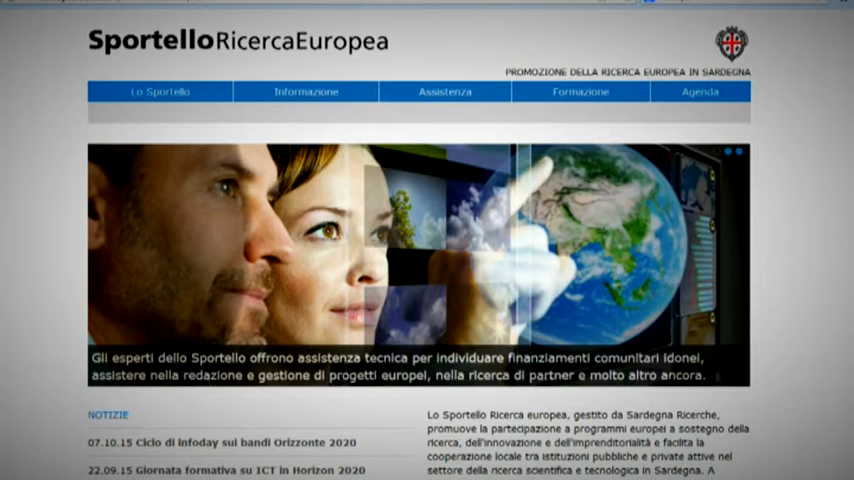 SportelloRicercaEuropea
PROMOZIONE DELLA RICERCA EUROPEA IN SARDEGNA
Lo Sportello Informazione Assistenza Formazione Agenda
Gli esperti dello Sportello offrono assistenza tecnica per individuare finanziamenti comunitari idonei,
assistere nella redazione e gestione di progetti europei, nella ricerca di partner e molto altro ancora.
NOTIZIE
07.10.15 Ciclo di infoday sui bandi Orizzonte 2020
22.09.15 Giornata formativa su ICT in Horizon 2020
Lo Sportello Ricerca europea, gestito da Sardegna Ricerche,
promuove la partecipazione a programmi europei a sostegno della
ricerca, dell'innovazione e dell'imprenditorialità e facilita la
cooperazione locale tra istituzioni pubbliche e private attive nel
settore della ricerca scientifica e tecnologica in Sardegna. A